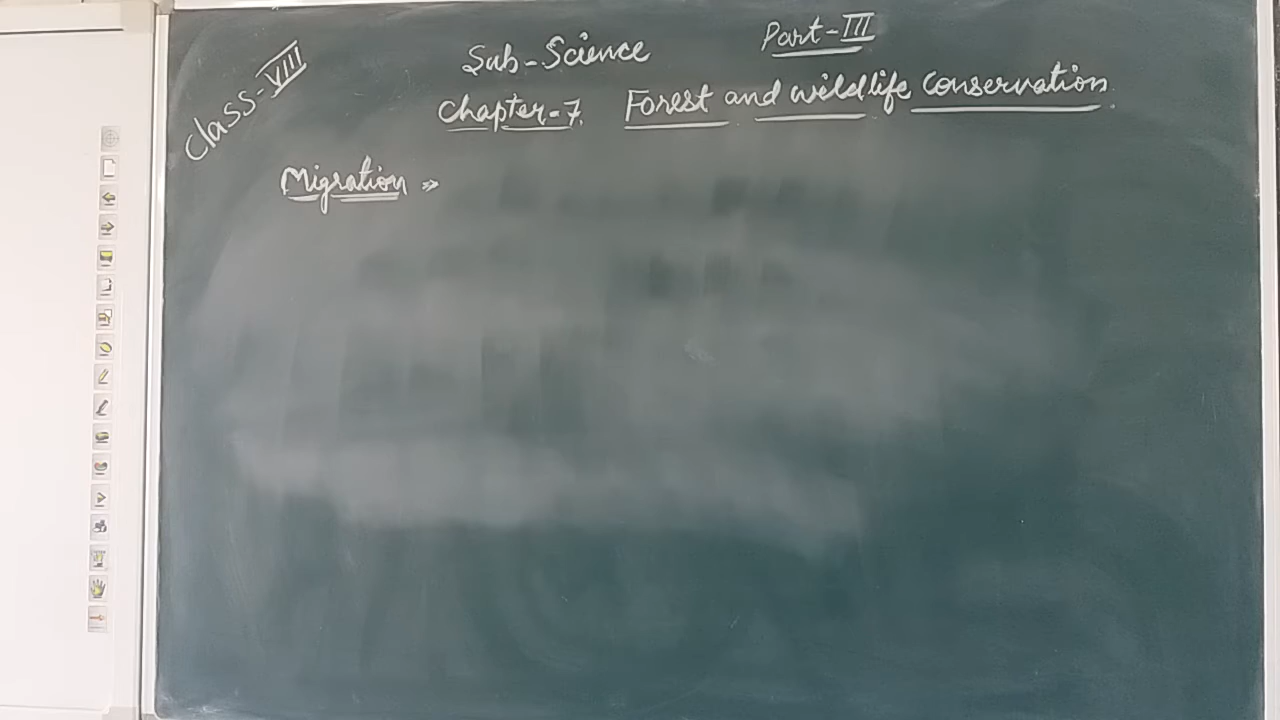 Class-VIII
Sub-Science Part-III
Chapter-7. Forest and wildlife conservation.
Migration ⇒